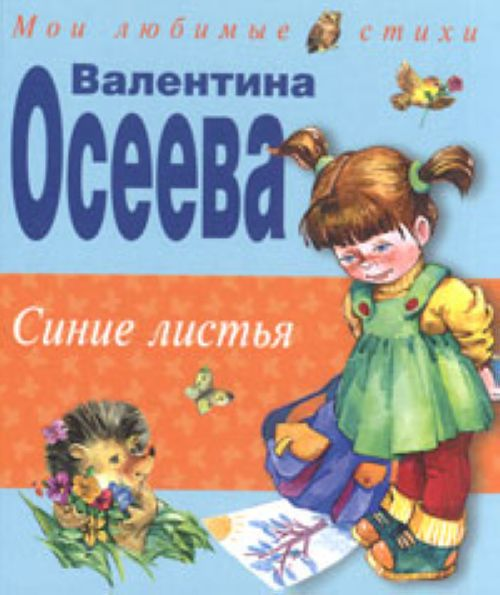 Мои любимые стихи
Валентина
Осеева
Синие листья